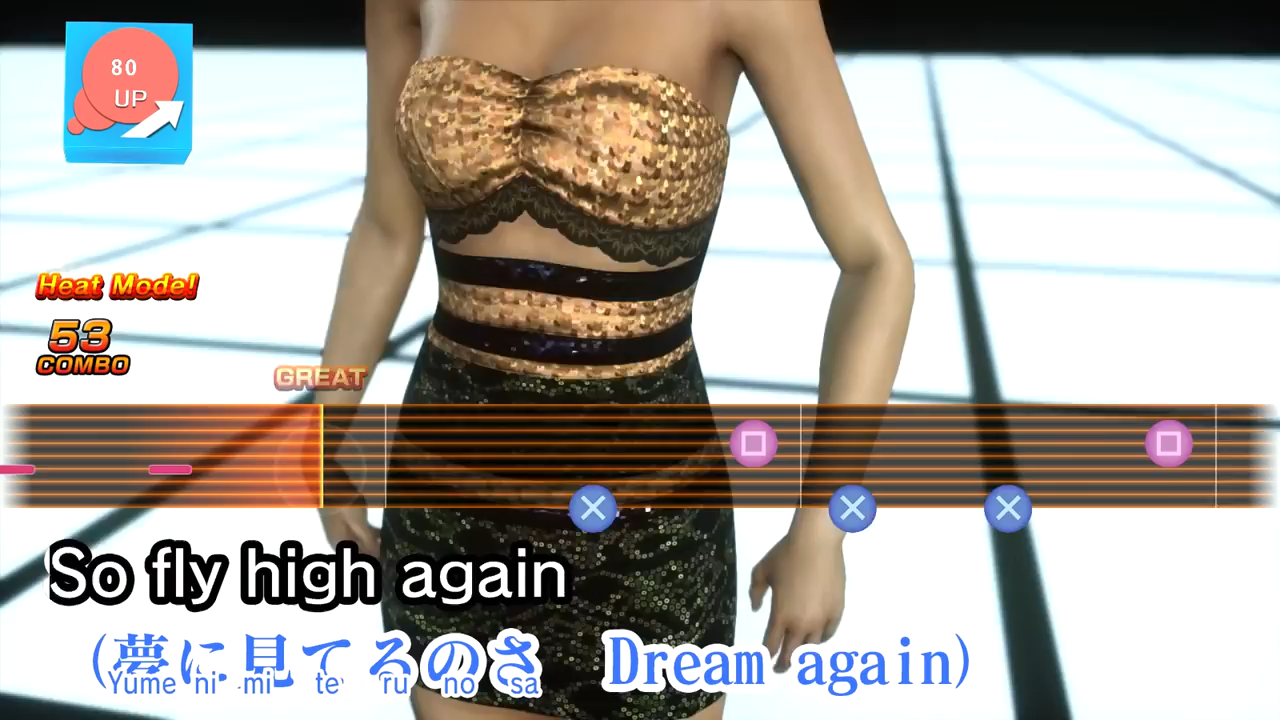 80
UP
Heat Mode!
53
COMBO
GREAT
So fly high again
(夢に見てるのさ Dream again)
Yume ni mi te ru no sa